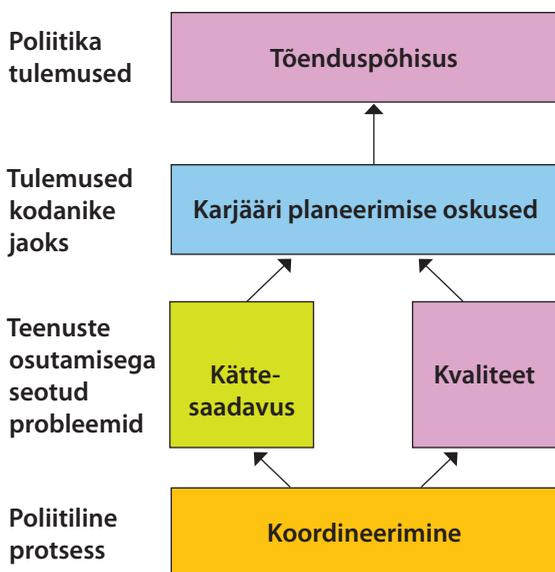 Poliitika
tulemused
Tõenduspõhisus
Tulemused
kodanike
jaoks
Karjääri planeerimise oskused
Teenuste
osutamisega
seotud
probleemid
Kätte-
saadavus
Kvaliteet
Poliitiline
protsess
Koordineerimine